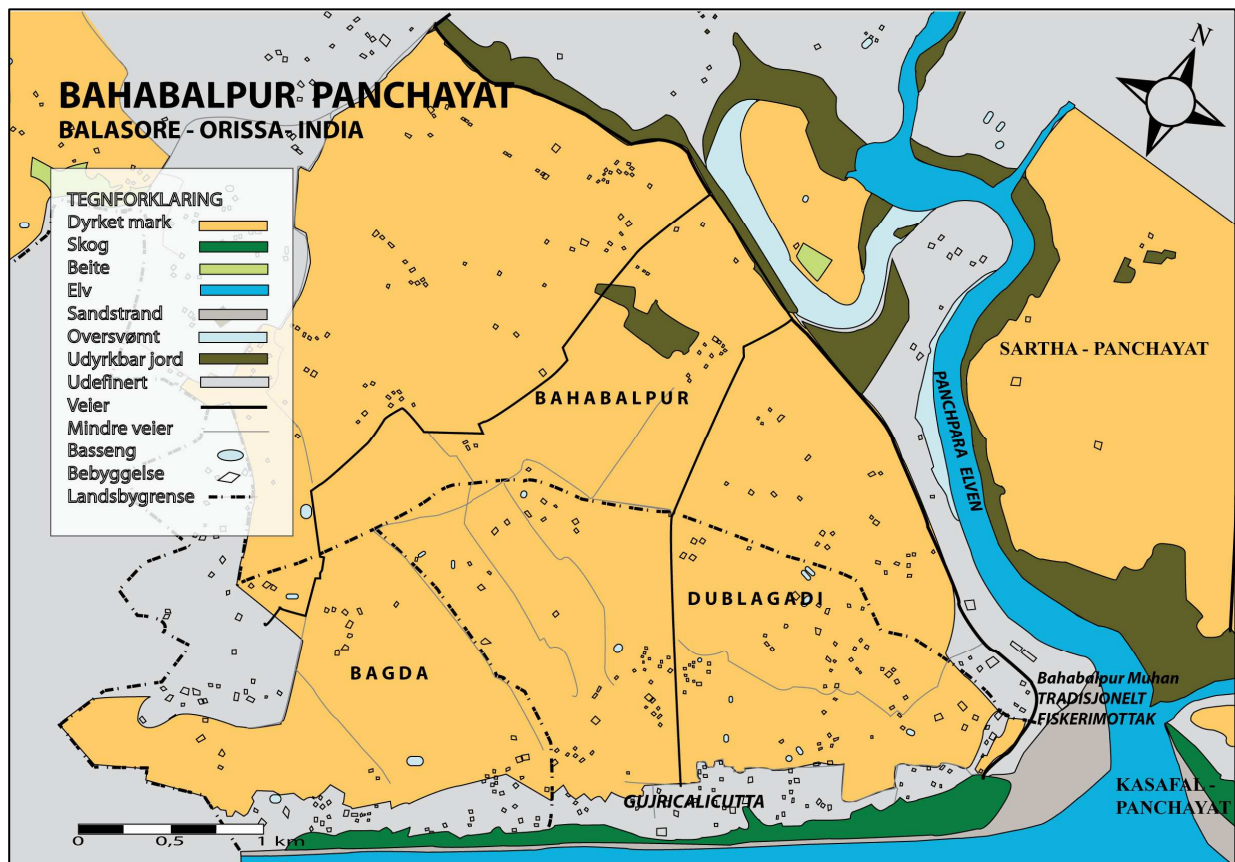 BAHABALPUR PANCHAYAT
BALASORE - ORISSA- INDIA
N
TEGNFORKLARING
Dyrket mark
Skog
Beite
Elv
Sandstrand
Oversvømt
Udyrkbar jord
Udefinert
Veier
Mindre veier
Basseng
Bebyggelse
Landsbygrense
SARTHA - PANCHAYAT
BAHABALPUR
PANCHPARA ELVEN
DUBLAGADI
BAGDA
Bahabalpur Muhan
TRADISJONELT
FISKERIMOTTAK
GUJRICALICUTTA
KASAFAL -
PANCHAYAT
0 0,5 1 km